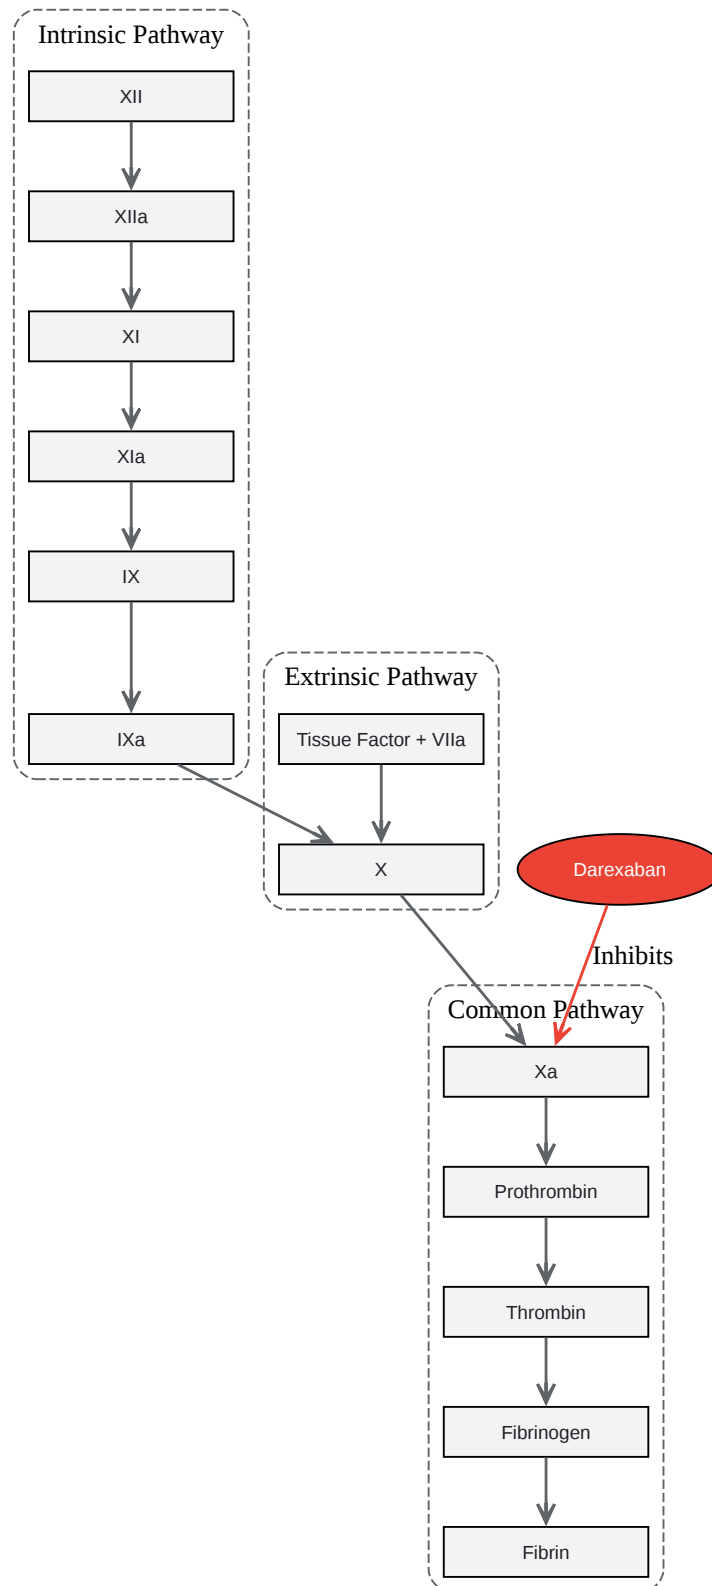 Intrinsic Pathway
XII
XIIa
XI
XIa
IX
IXa
Extrinsic Pathway
Tissue Factor + VIIa
X
Darexaban
Inhibits
Common Pathway
Xa
Prothrombin
Thrombin
Fibrinogen
Fibrin